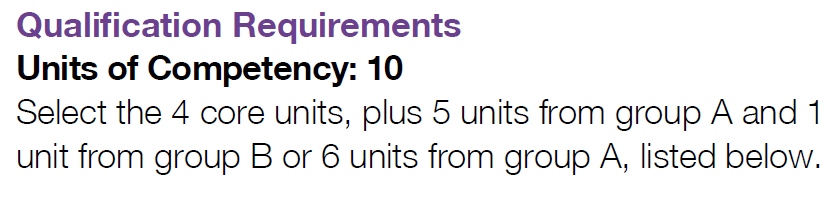 Qualification Requirements
Units of Competency: 10
Select the 4 core units, plus 5 units from group A and 1
unit from group B or 6 units from group A, listed below.